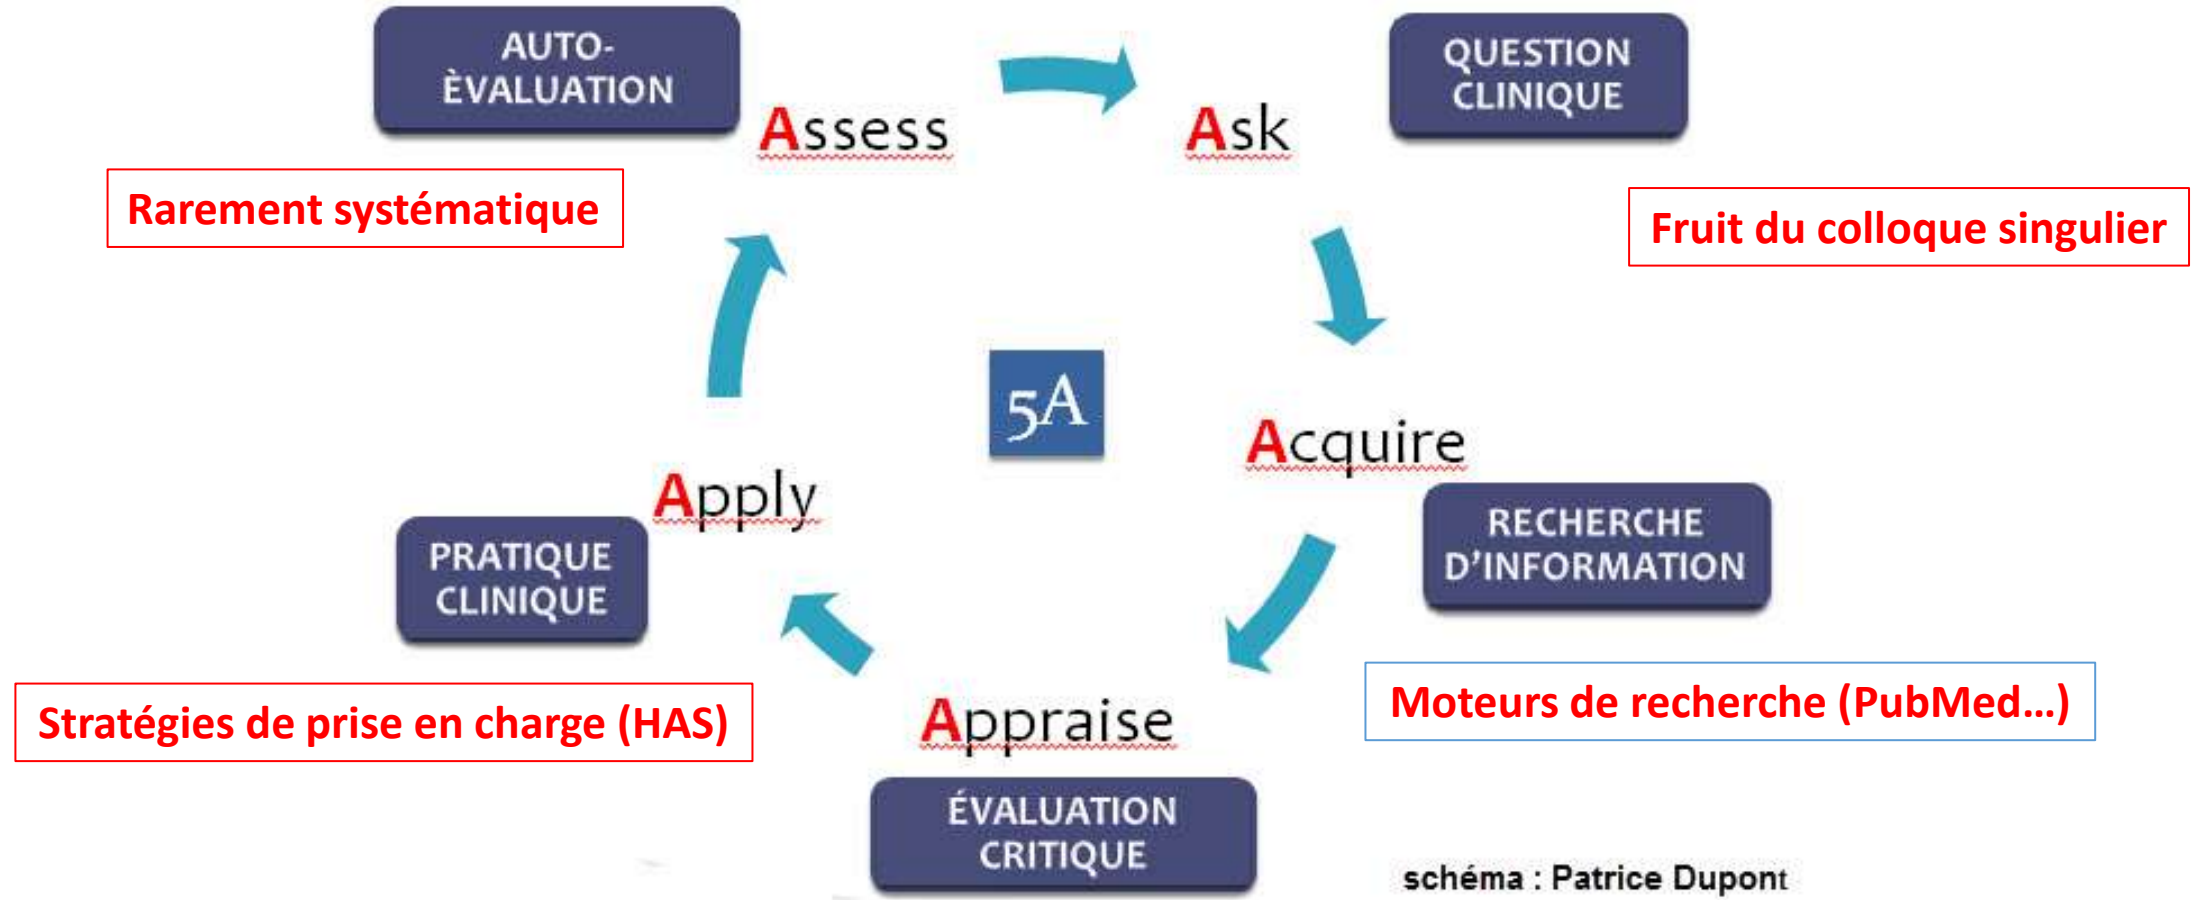 AUTO-
ÈVALUATION
Assess
Rarement systématique
Ask
QUESTION
CLINIQUE
Fruit du colloque singulier
5A
Acquire
RECHERCHE
D'INFORMATION
Moteurs de recherche (PubMed...)
Appraise
ÉVALUATION
CRITIQUE
Apply
PRATIQUE
CLINIQUE
Stratégies de prise en charge (HAS)
schéma : Patrice Dupont